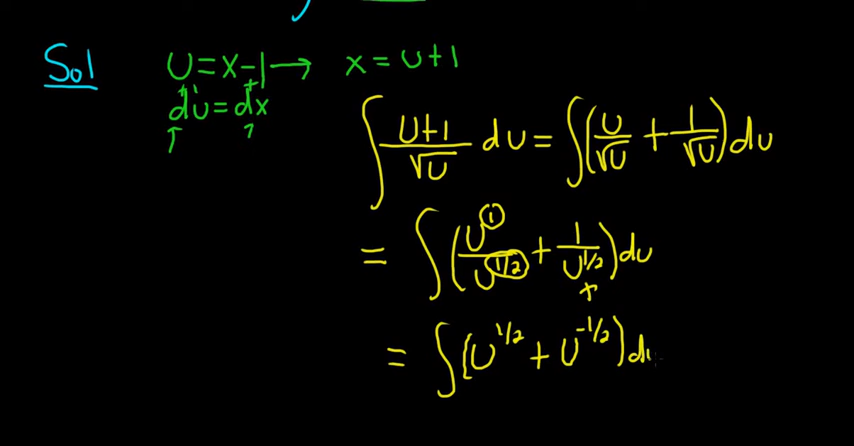 Sol U = x - 1 → x = u + 1
du = dx
∫ (U+1)/√U du = ∫ (U/√U + 1/√U) du
= ∫ (U^1/U^(1/2) + 1/U^(1/2)) du
= ∫ (U^(1/2) + U^(-1/2)) du